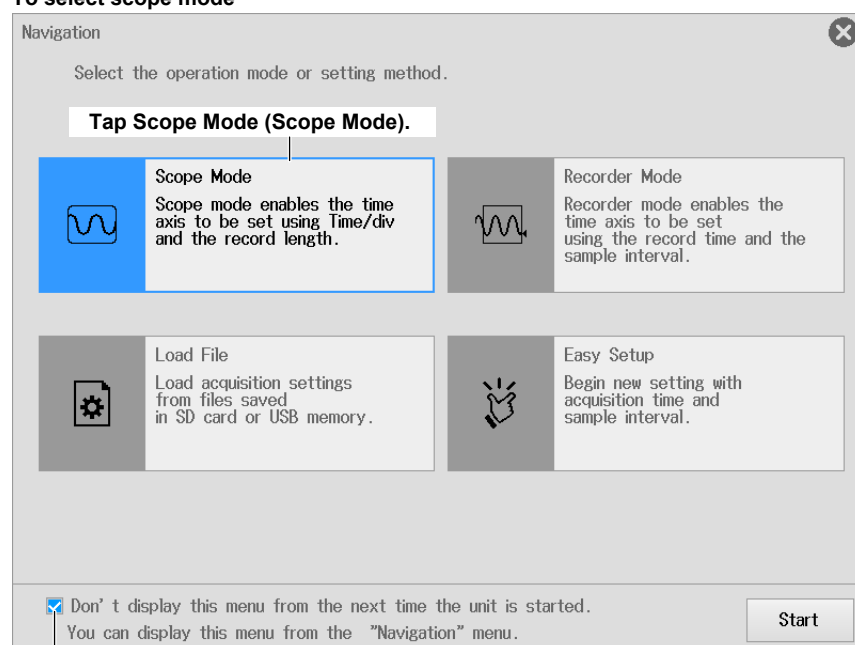 To select scope mode
Navigation
Select the operation mode or setting method.
Tap Scope Mode (Scope Mode).
Scope Mode
Scope mode enables the time
axis to be set using Time/div
and the record length.
Recorder Mode
Recorder mode enables the
time axis to be set
using the record time and the
sample interval.
Load File
Load acquisition settings
from files saved
in SD card or USB memory.
Easy Setup
Begin new setting with
acquisition time and
sample interval.
Don't display this menu from the next time the unit is started.
You can display this menu from the "Navigation" menu.
Start